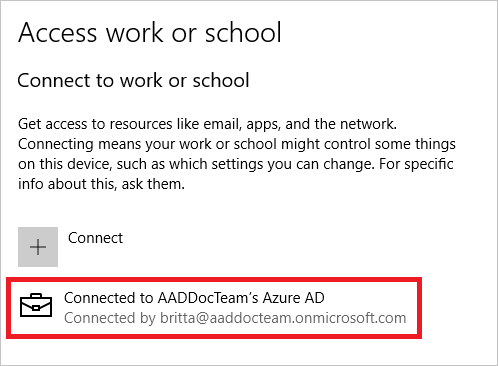 Access work or school
Connect to work or school
Get access to resources like email, apps, and the network.
Connecting means your work or school might control some things
on this device, such as which settings you can change. For specific
info about this, ask them.
Connect
Connected to AADDocTeam's Azure AD
Connected by britta@aaddocteam.onmicrosoft.com